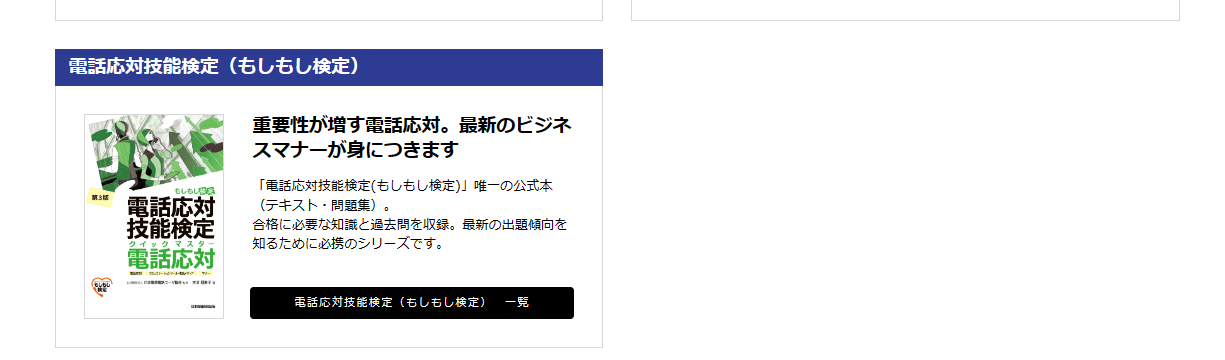 電話応対技能検定（もしもし検定）
重要性が増す電話応対。最新のビジネ
スマナーが身につきます
「電話応対技能検定(もしもし検定)」唯一の公式本
（テキスト・問題集）。
合格に必要な知識と過去問を収録。最新の出題傾向を
知るために必携のシリーズです。
電話応対技能検定（もしもし検定）　一覧
もしもし検定
第3版
電話応対
技能検定
クイックマスター
電話応対
もしもし
検定